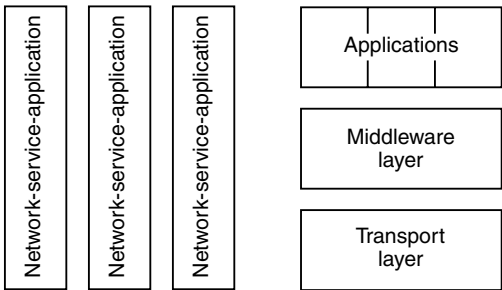 Network-service-application
Network-service-application
Network-service-application
Applications
Middleware
layer
Transport
layer